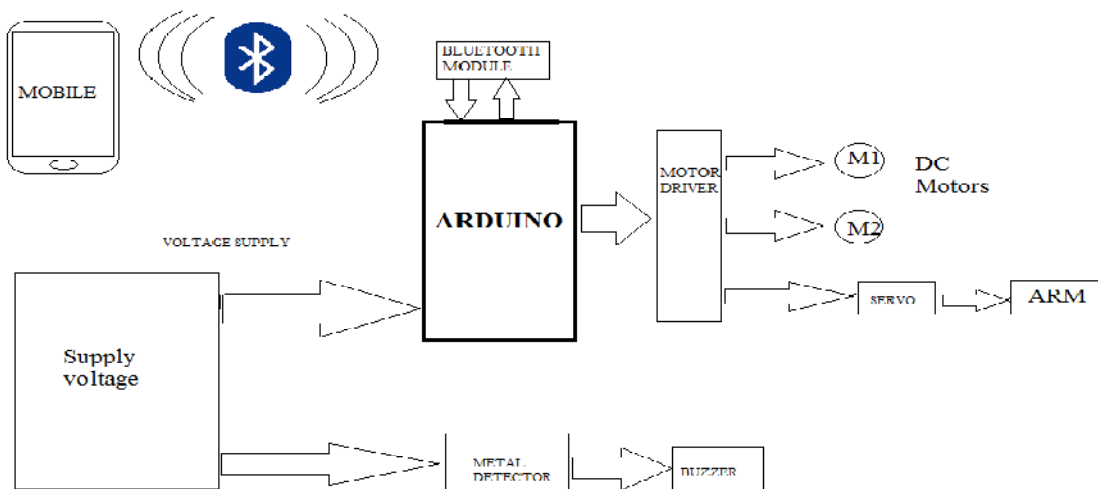 MOBILE
BLUETOOTH
MODULE
ARDUINO
MOTOR
DRIVER
M1
DC
Motors
M2
VOLTAGE SUPPLY
Supply
voltage
SERVO
ARM
METAL
DETECTOR
BUZZER